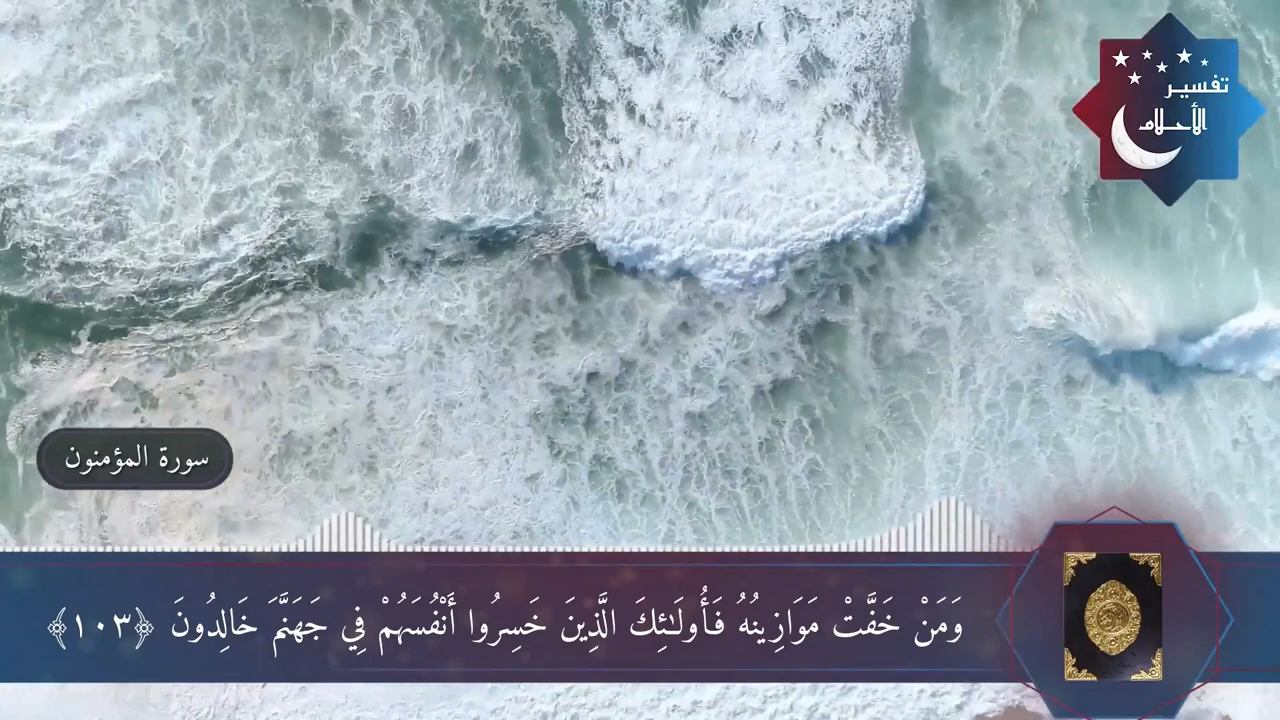 تفسير
الأحلام
سورة المؤمنون
وَمَنْ خَفَّتْ مَوَازِينُهُ فَأُولَٰئِكَ الَّذِينَ خَسِرُوا أَنْفُسَهُمْ فِي جَهَنَّمَ خَالِدُونَ ﴿١٠٣﴾